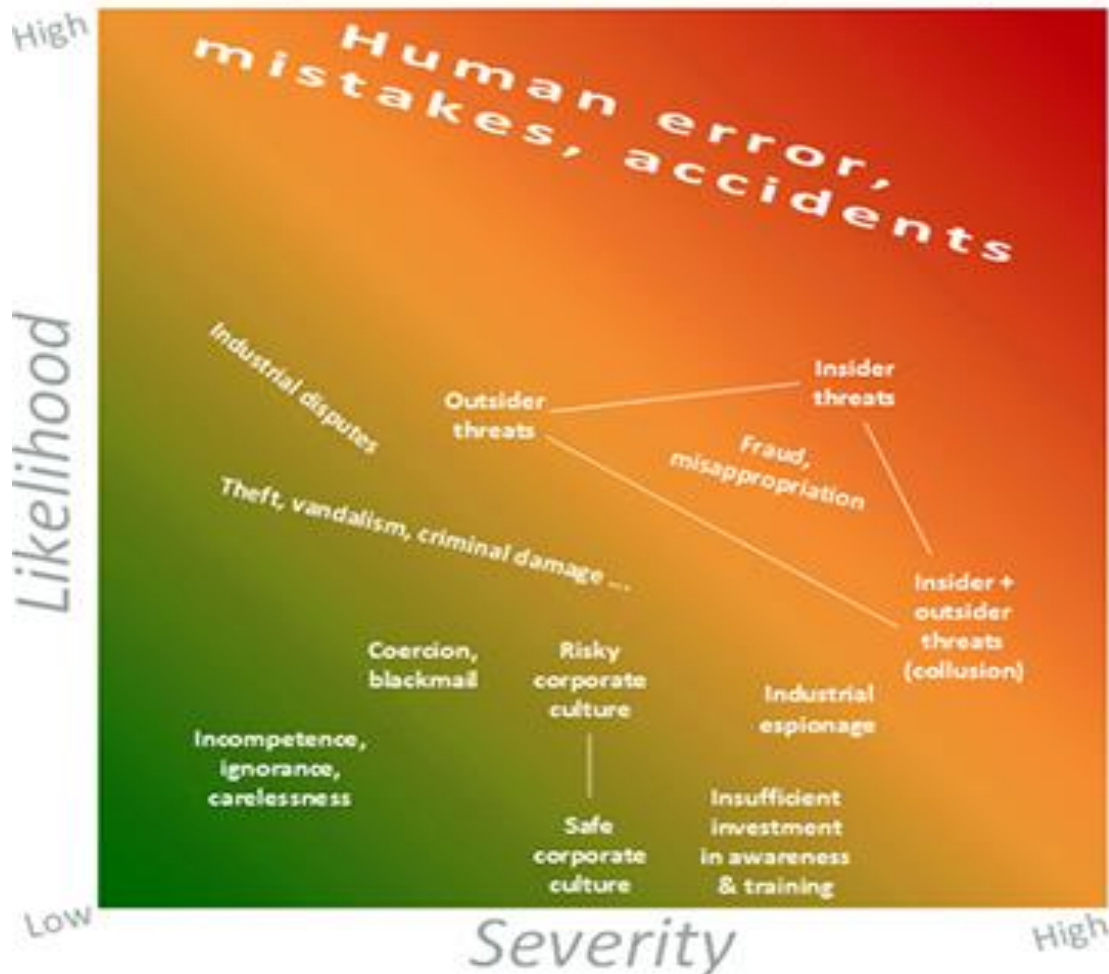 High
Human error,
mistakes, accidents
Industrial disputes
Outsider
threats
Insider
threats
Fraud,
misappropriation
Theft, vandalism, criminal damage ...
Insider +
outsider
threats
(collusion)
Coercion,
blackmail
Risky
corporate
culture
Industrial
espionage
Incompetence,
ignorance,
carelessness
Safe
corporate
culture
Insufficient
investment
in awareness
& training
Likelihood
Low
Severity
High